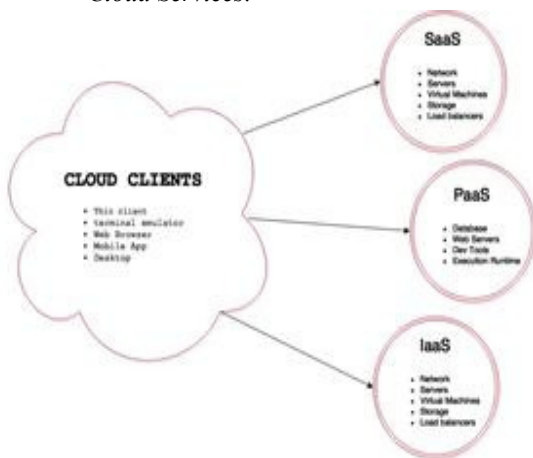 Cloud Services.
SaaS
• Network
• Servers
• Virtual Machines
• Storage
• Load balancers
CLOUD CLIENTS
• Thin client
• terminal emulator
• Web Browser
• Mobile App
• Desktop
PaaS
• Database
• Web Servers
• Dev Tools
• Execution Runtime
IaaS
• Network
• Servers
• Virtual Machines
• Storage
• Load balancers